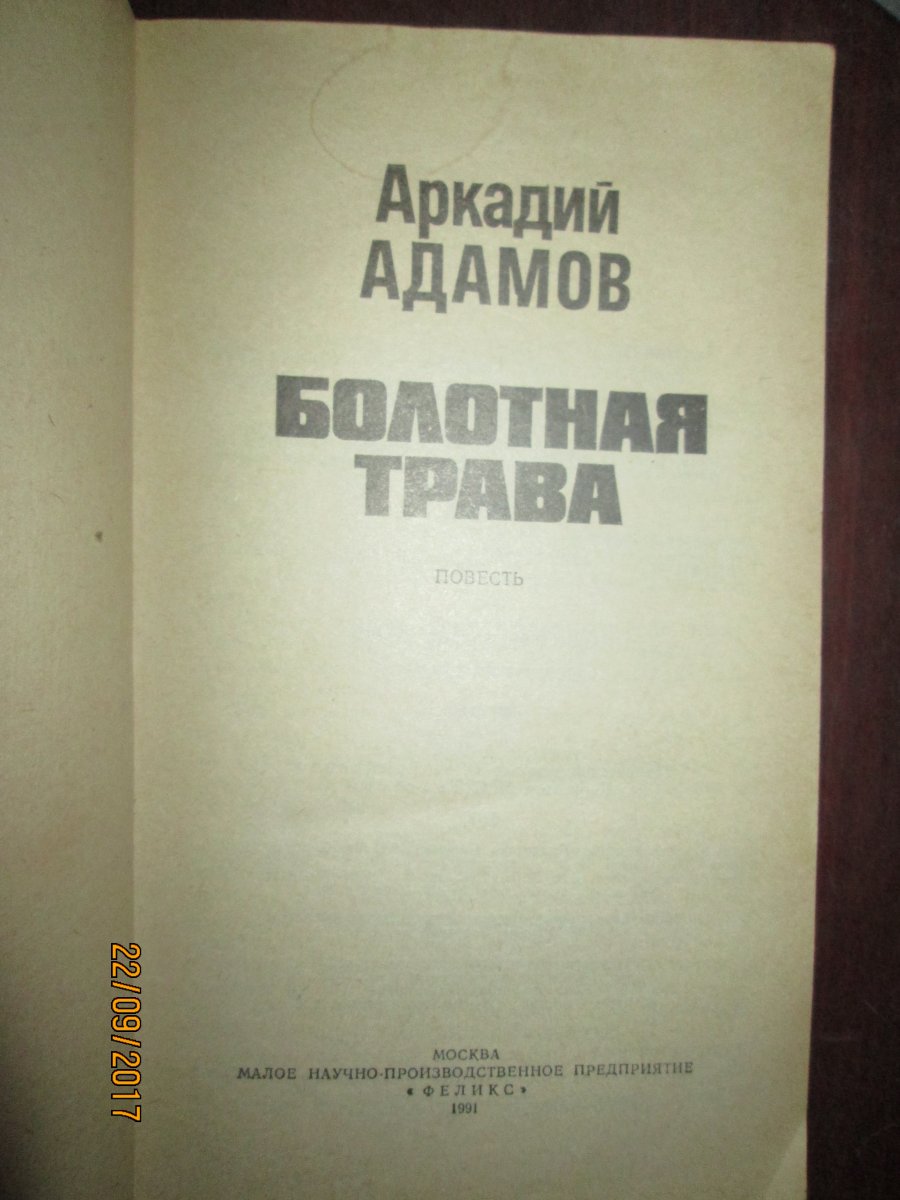 Аркадий
АДАМОВ
БОЛОТНАЯ
ТРАВА
ПОВЕСТЬ
МОСКВА
МАЛОЕ НАУЧНО-ПРОИЗВОДСТВЕННОЕ ПРЕДПРИЯТИЕ
«ФЕЛИКС»
1991
22/09/2017